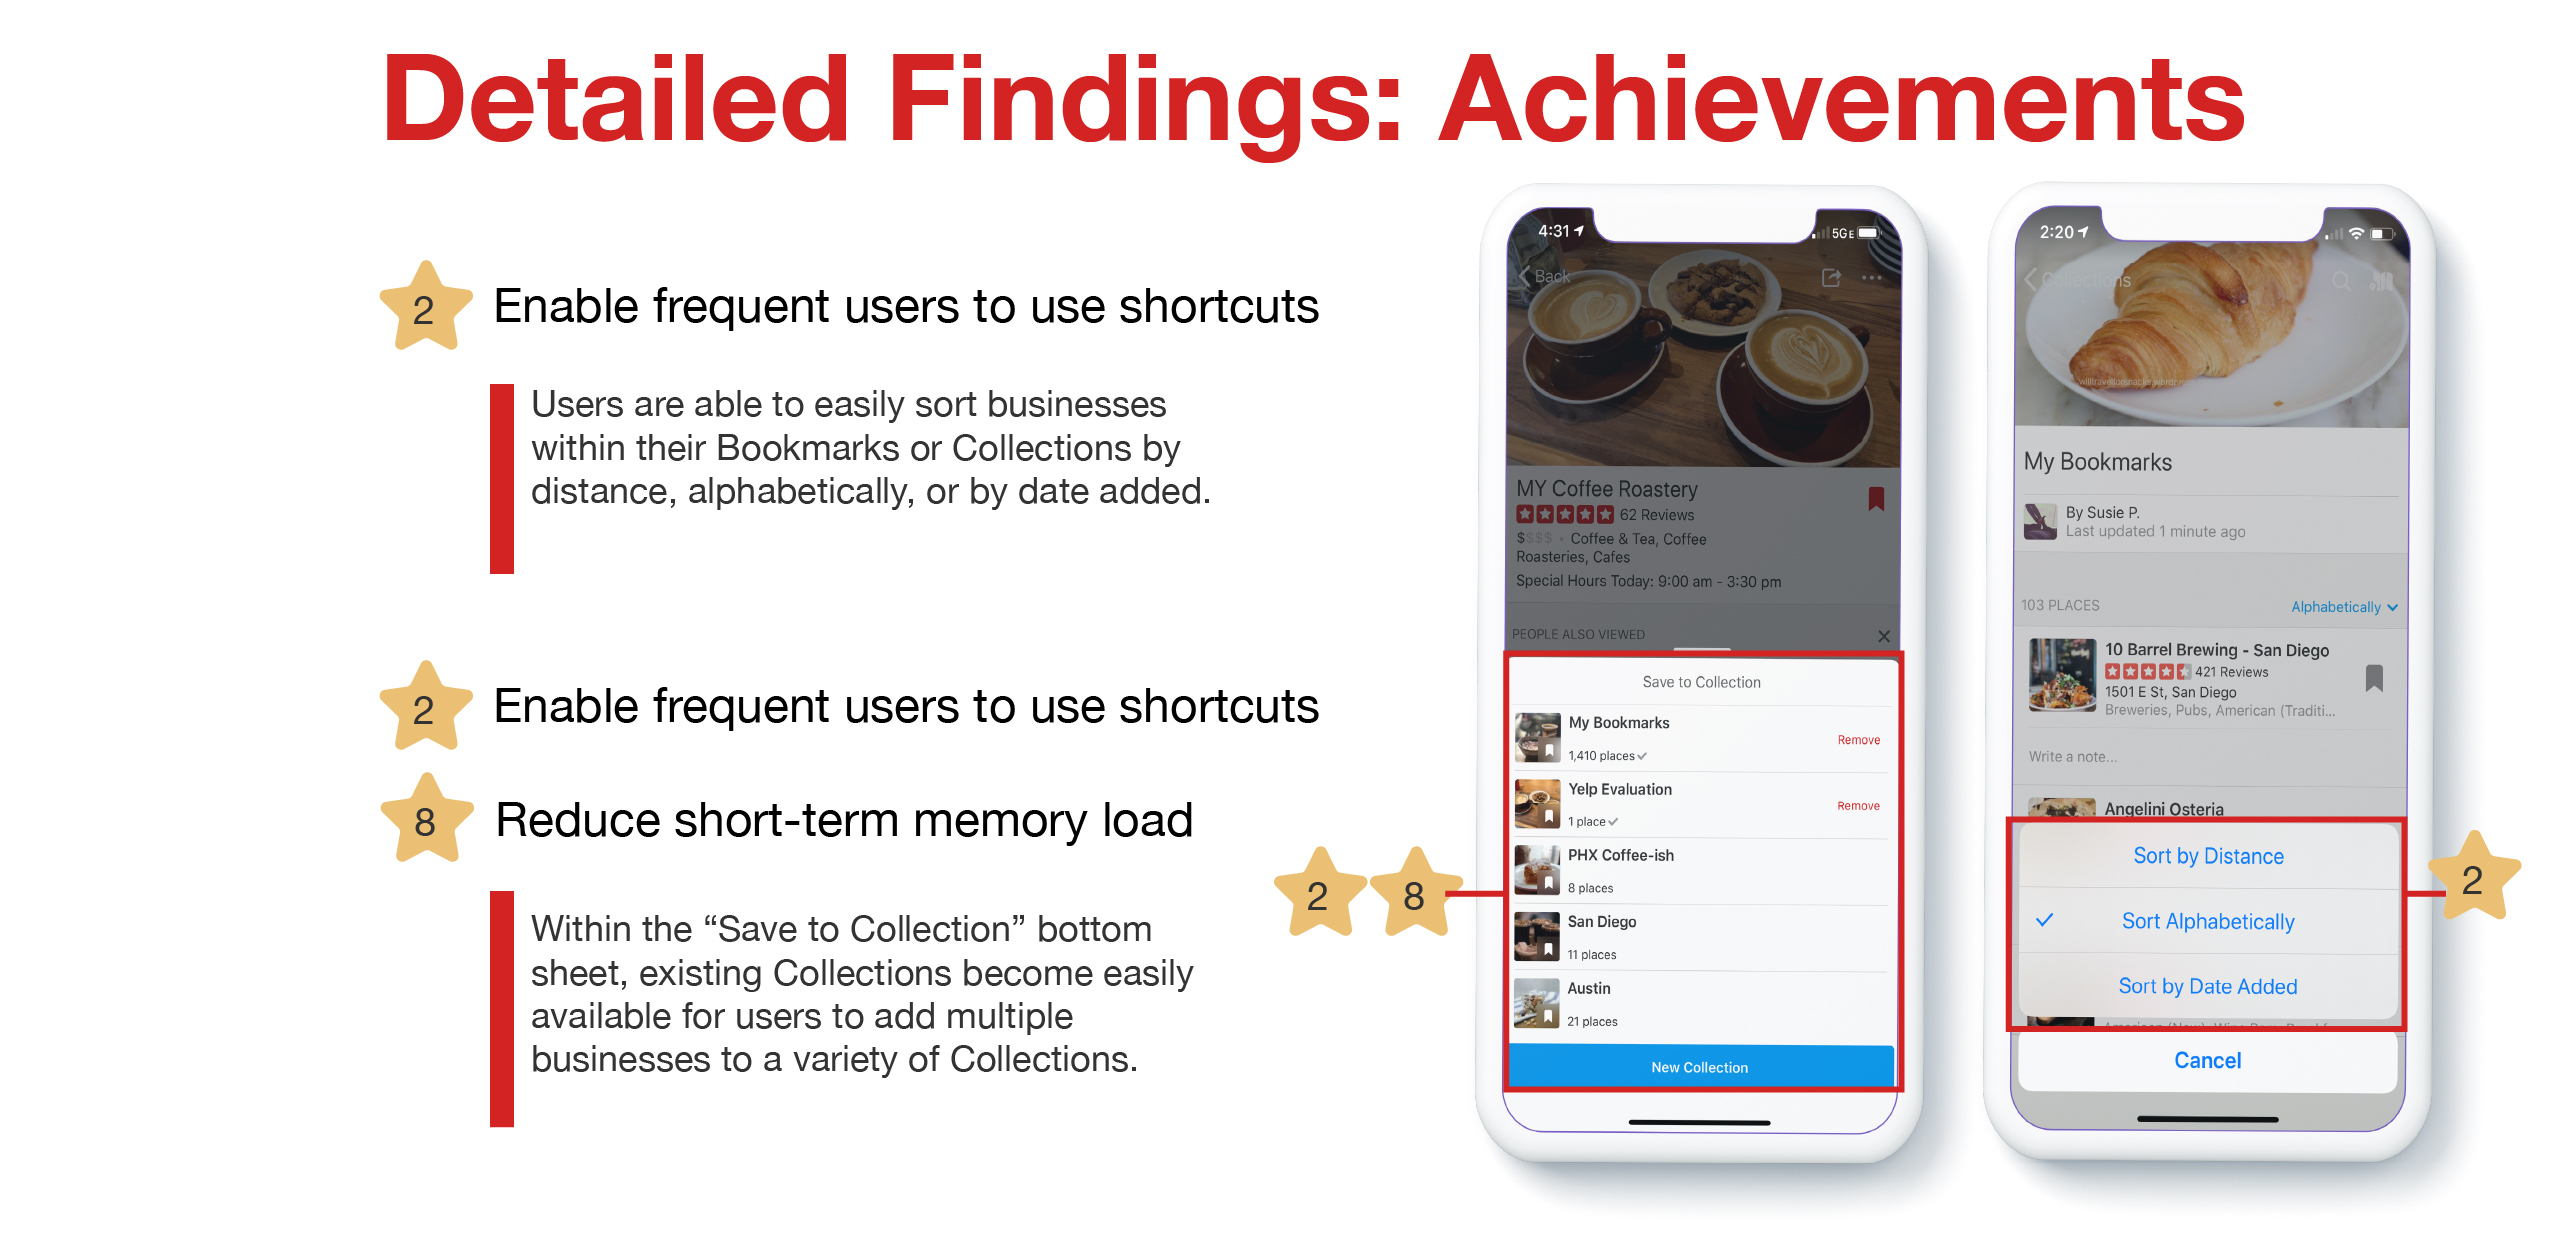 Detailed Findings: Achievements
2
Enable frequent users to use shortcuts
Users are able to easily sort businesses
within their Bookmarks or Collections by
distance, alphabetically, or by date added.
2
Enable frequent users to use shortcuts
8
Reduce short-term memory load
Within the “Save to Collection” bottom
sheet, existing Collections become easily
available for users to add multiple
businesses to a variety of Collections.
2 8
4:31
5GE
Back
MY Coffee Roastery
62 Reviews
$$$$ • Coffee & Tea, Coffee
Roasteries, Cafes
Special Hours Today: 9:00 am - 3:30 pm
PEOPLE ALSO VIEWED
Save to Collection
My Bookmarks
1,410 places
Remove
Yelp Evaluation
1 place
Remove
PHX Coffee-ish
8 places
San Diego
11 places
Austin
21 places
New Collection
2:20
Collections
My Bookmarks
By Susie P.
Last updated 1 minute ago
103 PLACES
Alphabetically
10 Barrel Brewing - San Diego
421 Reviews
1501 E St, San Diego
Breweries, Pubs, American (Traditi...
Write a note...
Angelini Osteria
Sort by Distance
Sort Alphabetically
Sort by Date Added
Cancel
2